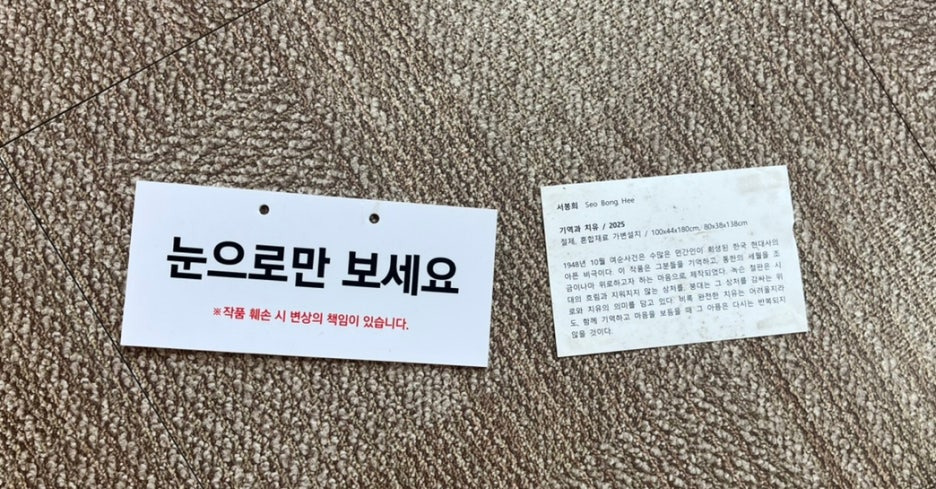 눈으로만 보세요
※작품 훼손 시 변상의 책임이 있습니다.
서봉희 Seo Bong Hee
기억과 치유 / 2025
철제, 혼합재료 가변설치 / 100x44x180cm, 80x38x138cm
1948년 10월 여순사건은 수많은 민간인이 희생된 한국 현대서의
아픈 비극이다. 이 작품은 그분들을 기억하고, 통한의 세월을 조
금이나마 위로하고자 하는 마음으로 제작되었다. 녹슨 철판은 시
대의 흐림과 지워지지 않는 상처를, 붕대는 그 상처를 감싸는 위
로와 치유의 의미를 담고 있다. 비록 완전한 치유는 어려울지라
도, 함께 기억하고 마음을 보듬을 때 그 아픔은 다시는 반복되지
않을 것이다.